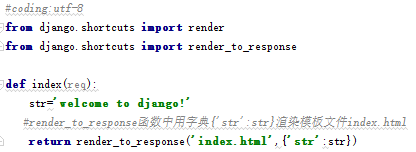 #coding:utf-8
from django.shortcuts import render
from django.shortcuts import render_to_response
def index(req):
str='welcome to django!'
#render_to_response函数中用字典{'str':str}渲染模板文件index.html
return render_to_response('index.html',{'str':str})